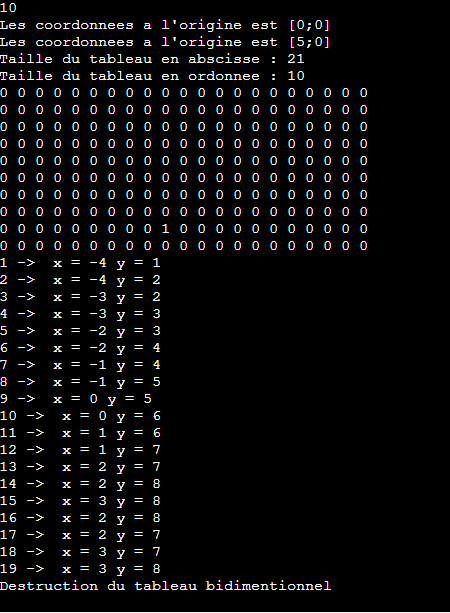 10
Les coordonnees a l'origine est [0;0]
Les coordonnees a l'origine est [5;0]
Taille du tableau en abscisse : 21
Taille du tableau en ordonnee : 10
0 0 0 0 0 0 0 0 0 0 0 0 0 0 0 0 0 0 0 0 0
0 0 0 0 0 0 0 0 0 0 0 0 0 0 0 0 0 0 0 0 0
0 0 0 0 0 0 0 0 0 0 0 0 0 0 0 0 0 0 0 0 0
0 0 0 0 0 0 0 0 0 0 0 0 0 0 0 0 0 0 0 0 0
0 0 0 0 0 0 0 0 0 0 0 0 0 0 0 0 0 0 0 0 0
0 0 0 0 0 0 0 0 0 0 0 0 0 0 0 0 0 0 0 0 0
0 0 0 0 0 0 0 0 0 0 0 0 0 0 0 0 0 0 0 0 0
0 0 0 0 0 0 0 0 0 0 0 0 0 0 0 0 0 0 0 0 0
0 0 0 0 0 0 0 0 0 1 0 0 0 0 0 0 0 0 0 0 0
0 0 0 0 0 0 0 0 0 0 0 0 0 0 0 0 0 0 0 0 0
1 ->  x = -4 y = 1
2 ->  x = -4 y = 2
3 ->  x = -3 y = 2
4 ->  x = -3 y = 3
5 ->  x = -2 y = 3
6 ->  x = -2 y = 4
7 ->  x = -1 y = 4
8 ->  x = -1 y = 5
9 ->  x = 0 y = 5
10 ->  x = 0 y = 6
11 ->  x = 1 y = 6
12 ->  x = 1 y = 7
13 ->  x = 2 y = 7
14 ->  x = 2 y = 8
15 ->  x = 3 y = 8
16 ->  x = 2 y = 8
17 ->  x = 2 y = 7
18 ->  x = 3 y = 7
19 ->  x = 3 y = 8
Destruction du tableau bidimentionnel